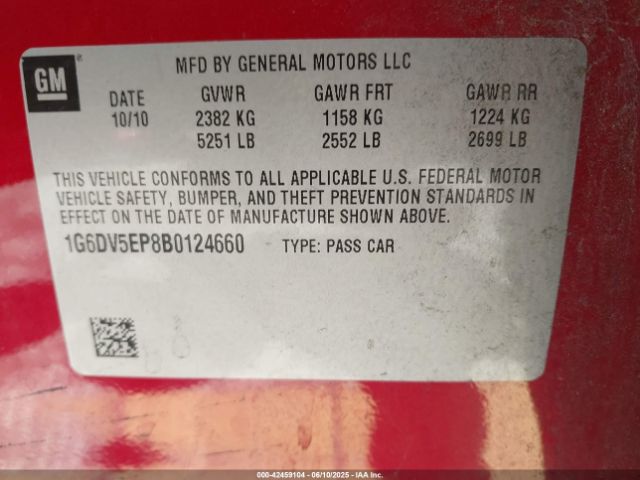 GM
MFD BY GENERAL MOTORS LLC
DATE GVWR GAWR FRT GAWR RR
10/10 2382 KG 1158 KG 1224 KG
5251 LB 2552 LB 2699 LB
THIS VEHICLE CONFORMS TO ALL APPLICABLE U.S. FEDERAL MOTOR
VEHICLE SAFETY, BUMPER, AND THEFT PREVENTION STANDARDS IN
EFFECT ON THE DATE OF MANUFACTURE SHOWN ABOVE.
1G6DV5EP8B0124660 TYPE: PASS CAR
000-42459104 - 06/10/2025 - IAA Inc.